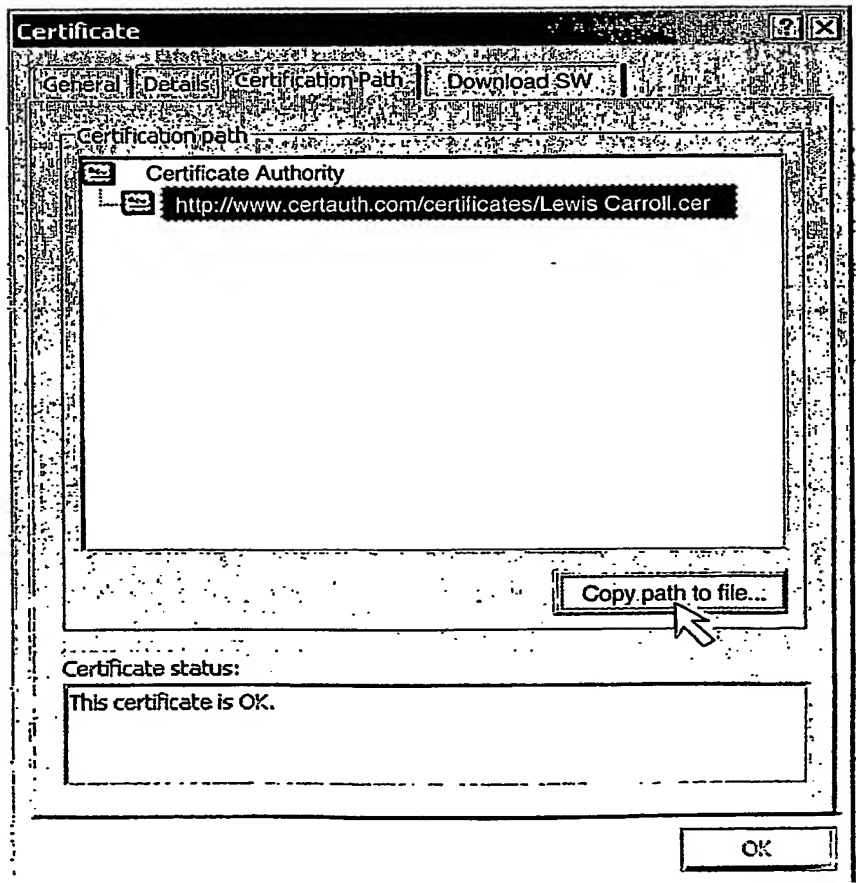 Certificate
General Details Certification Path Download SW
Certification path
Certificate Authority
http://www.certauth.com/certificates/Lewis Carroll.cer
Copy path to file...
Certificate status:
This certificate is OK.
OK